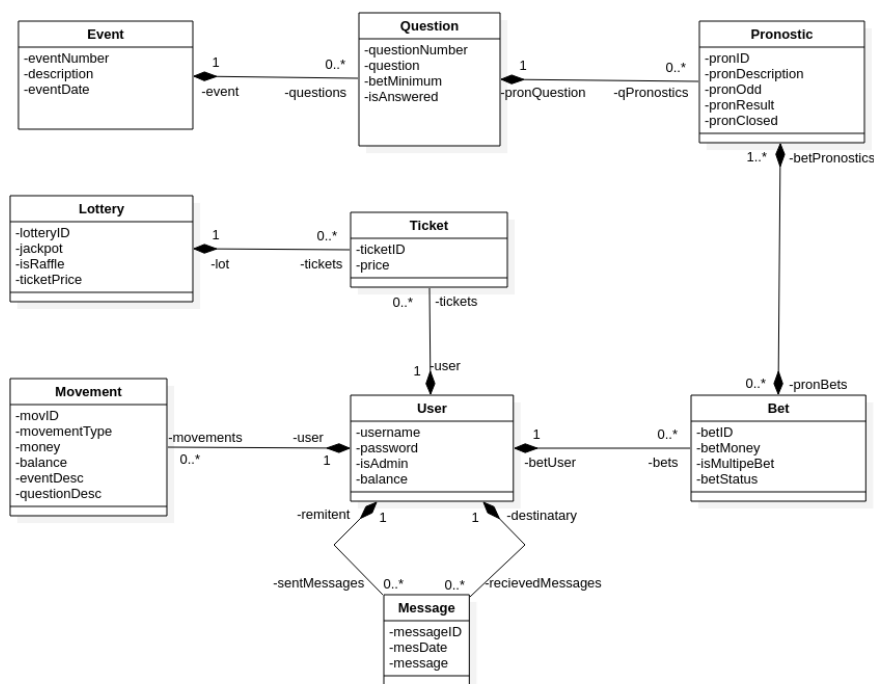 Event
-eventNumber
-description
-eventDate
1
-event
0..*
-questions
Question
-questionNumber
-question
-betMinimum
-isAnswered
1
-pronQuestion
0..*
-qPronostics
Pronostic
-pronID
-pronDescription
-pronOdd
-pronResult
-pronClosed
1..*
-betPronostics
Lottery
-lotteryID
-jackpot
-isRaffle
-ticketPrice
1
-lot
0..*
-tickets
Ticket
-ticketID
-price
0..*
-tickets
1
-user
0..*
-pronBets
Movement
-movID
-movementType
-money
-balance
-eventDesc
-questionDesc
-movements
0..*
-user
1
User
-username
-password
-isAdmin
-balance
1
-betUser
0..*
-bets
Bet
-betID
-betMoney
-isMultipeBet
-betStatus
-remitent
1
1
-destinatary
-sentMessages
0..*
0..*
-recievedMessages
Message
-messageID
-mesDate
-message